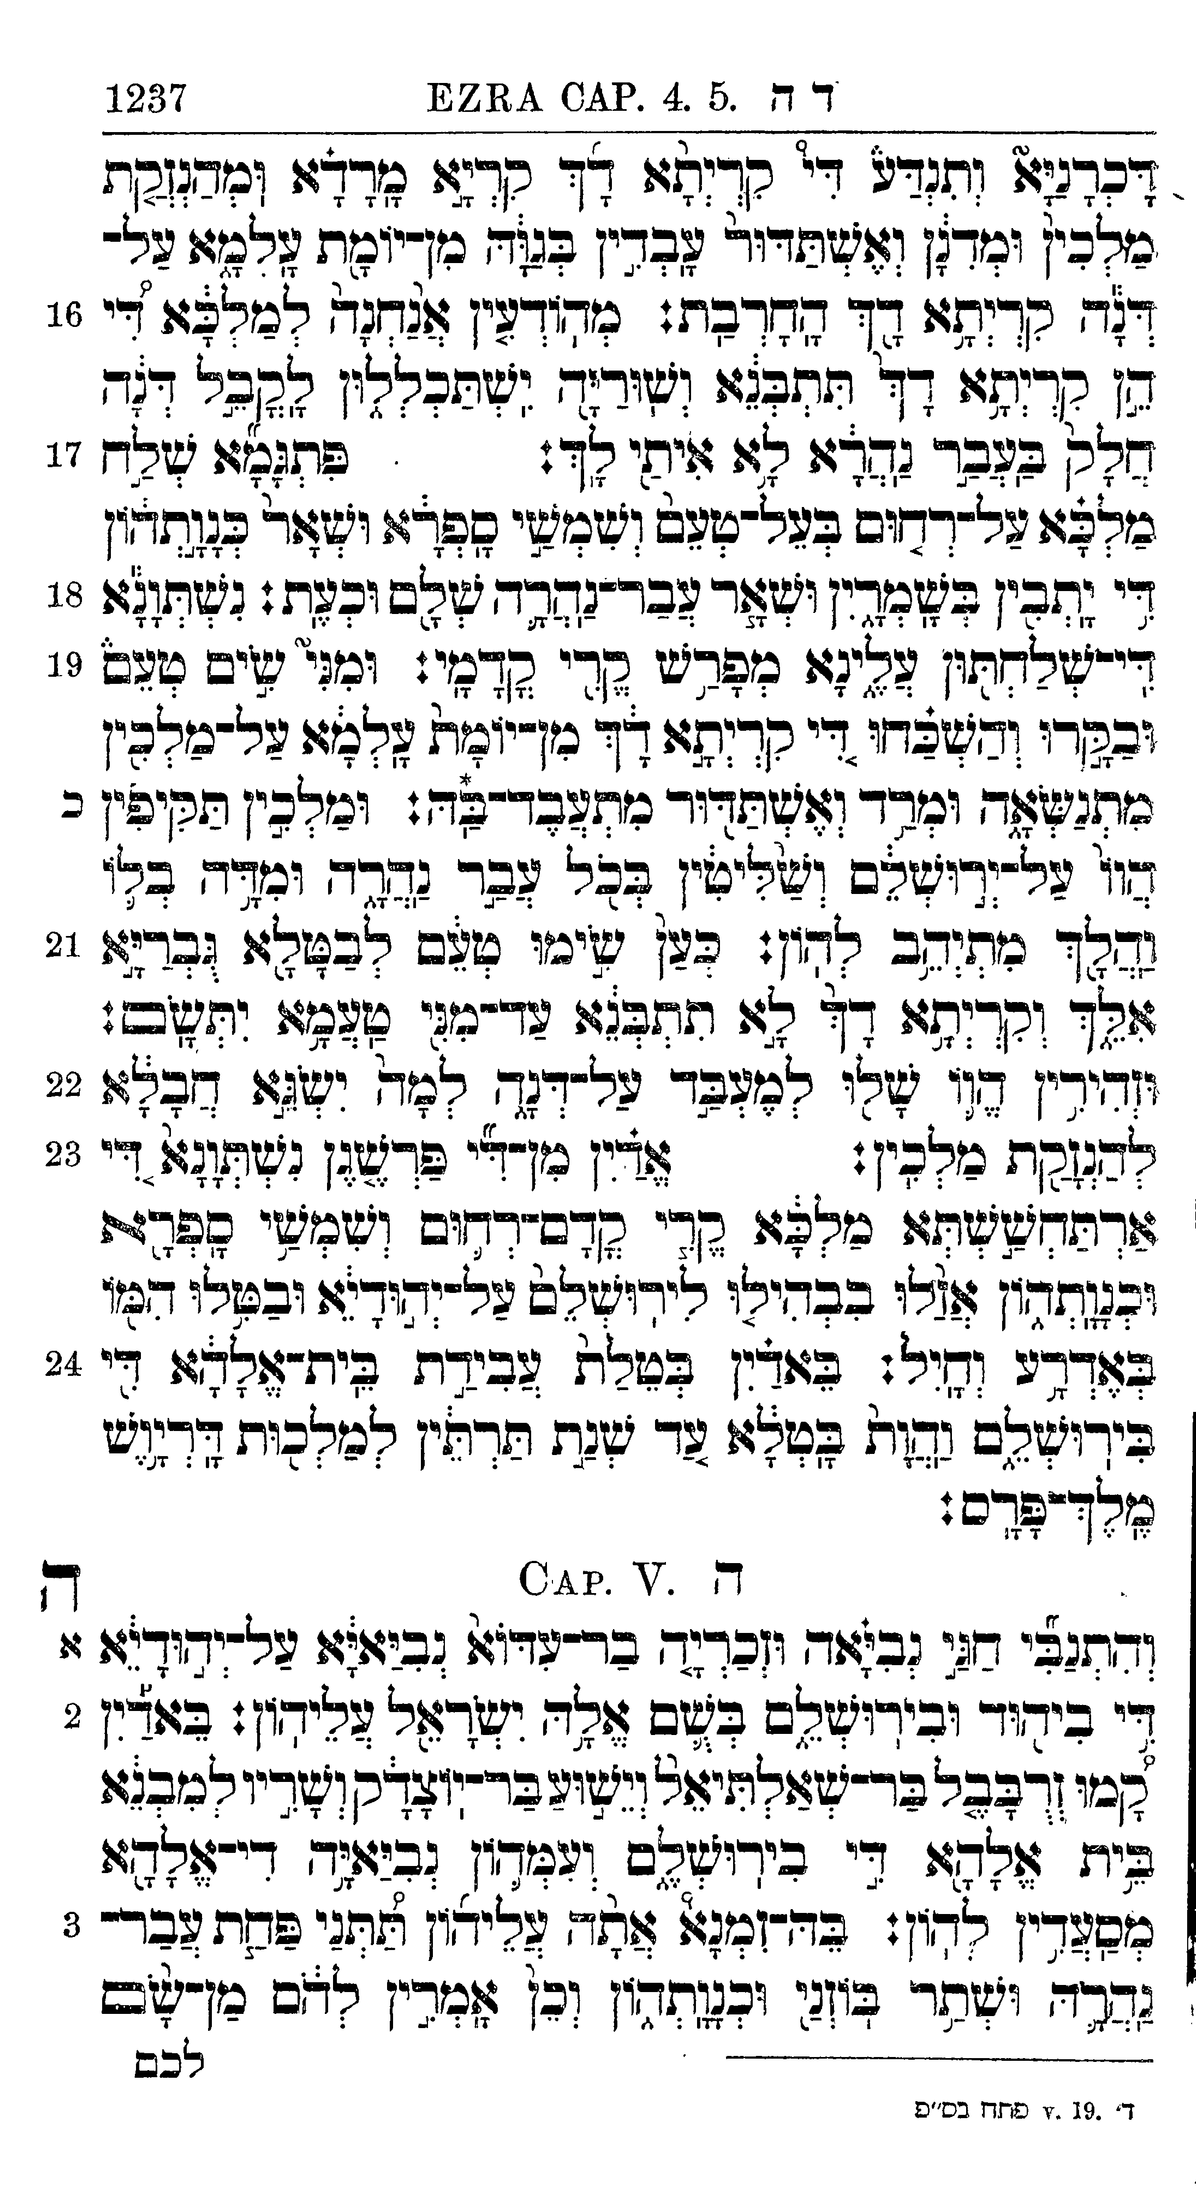 1237 EZRA CAP. 4. 5. ד ה
דָּכְרָנַיָּא וְתִנְדַּע דִּי קִרְיְתָא דָךְ קִרְיָא מָרָדָא וּמְהַנְזְקַת
מַלְכִין וּמְדִנָן וְאֶשְׁתַּדּוּר עָבְדִין בְּגַוַּהּ מִן־יוֹמָת עָלְמָא עַל־
16 דְּנָה קִרְיְתָא דָךְ הָחָרְבַת׃ מְהוֹדְעִין אֲנַחְנָה לְמַלְכָּא דִּי
הֵן קִרְיְתָא דָךְ תִּתְבְּנֵא וְשׁוּרַיָּה יִשְׁתַּכְלְלוּן לָקֳבֵל דְּנָה
17 חֲלָק בַּעֲבַר נַהֲרָא לָא אִיתַי לָךְ׃ פִּתְגָמָא שְׁלַח
מַלְכָּא עַל־רְחוּם בְּעֵל־טְעֵם וְשִׁמְשַׁי סָפְרָא וּשְׁאָר כְּנָוָתְהוֹן
18 דִּי יָתְבִין בְּשָׁמְרָיִן וּשְׁאָר עֲבַר־נַהֲרָה שְׁלָם וּכְעֶת׃ נִשְׁתְּוָנָא
19 דִּי־שְׁלַחְתּוּן עֲלֶינָא מְפָרַשׁ קֱרִי קָדָמָי׃ וּמִנִּי שִׂים טְעֵם
וּבַקַּרוּ וְהַשְׁכַּחוּ דִּי קִרְיְתָא דָךְ מִן־יוֹמָת עָלְמָא עַל־מַלְכִין
כ מִתְנַשְּׂאָה וּמְרַד וְאֶשְׁתַּדּוּר מִתְעֲבֶד־בַּהּ׃* וּמַלְכִין תַּקִּיפִין
הֲווֹ עַל־יְרוּשְׁלֶם וְשַׁלִּיטִין בְּכֹל עֲבַר נַהֲרָה וּמִדָּה בְלוֹ
21 וַהֲלָךְ מִתְיְהֵב לְהוֹן׃ כְּעַן שִׂימוּ טְּעֵם לְבַטָּלָא גֻּבְרַיָּא
אִלֵּךְ וְקִרְיְתָא דָךְ לָא תִתְבְּנֵא עַד־מִנִּי טַעְמָא יִתְּשָׂם׃
22 וּזְהִירִין הֱווֹ שָׁלוּ לְמֶעְבַּד עַל־דְּנָה לְמָה יִשְׂגֵּא חֲבָלָא
23 לְהַנְזָקַת מַלְכִין׃ אֱדַיִן מִן־דִּי פַּרְשֶׁגֶן נִשְׁתְּוָנָא דִּי
אַרְתַּחְשַׁשְׁתְּא מַלְכָּא קֱרִי קֳדָם־רְחוּם וְשִׁמְשַׁי סָפְרָא
וּכְנָוָתְהוֹן אֲזַלוּ בִבְהִילוּ לִירוּשְׁלֶם עַל־יְהוּדָיֵא וּבַטִּלוּ הִמּוֹ
24 בְּאֶדְרָע וְחָיִל׃ בֵּאדַיִן בְּטֵלַת עֲבִידַת בֵּית־אֱלָהָא דִּי
בִּירוּשְׁלֶם וַהֲוָת בָּטְלָא עַד שְׁנַת תַּרְתֵּין לְמַלְכוּת דָּרְיָוֶשׁ
מֶלֶךְ־פָּרָס׃
ה CAP. V. ה
א וְהִתְנַבִּי חַגַּי נְבִיָּאה וּזְכַרְיָה בַר־עִדּוֹא נְבִיַּאיָּא עַל־יְהוּדָיֵא
2 דִּי בִיהוּד וּבִירוּשְׁלֶם בְּשֻׁם אֱלָהּ יִשְׂרָאֵל עֲלֵיהוֹן׃ בֵּאדַיִן
קָמוּ זְרֻבָּבֶל בַּר־שְׁאַלְתִּיאֵל וְיֵשׁוּעַ בַּר־יוֹצָדָק וְשָׁרִיו לְמִבְנֵא
בֵּית אֱלָהָא דִּי בִירוּשְׁלֶם וְעִמְּהוֹן נְבִיַּאיָּה דִי־אֱלָהָא
3 מְסַעֲדִין לְהוֹן׃ בֵּהּ־זִמְנָא אֲתָה עֲלֵיהוֹן תַּתְּנַי פַּחַת עֲבַר־
נַהֲרָה וּשְׁתַר בּוֹזְנַי וּכְנָוָתְהוֹן וְכֵן אָמְרִין לְהֹם מַן־שָׂם
לכם
ד' v. 19. פתח בס״פ